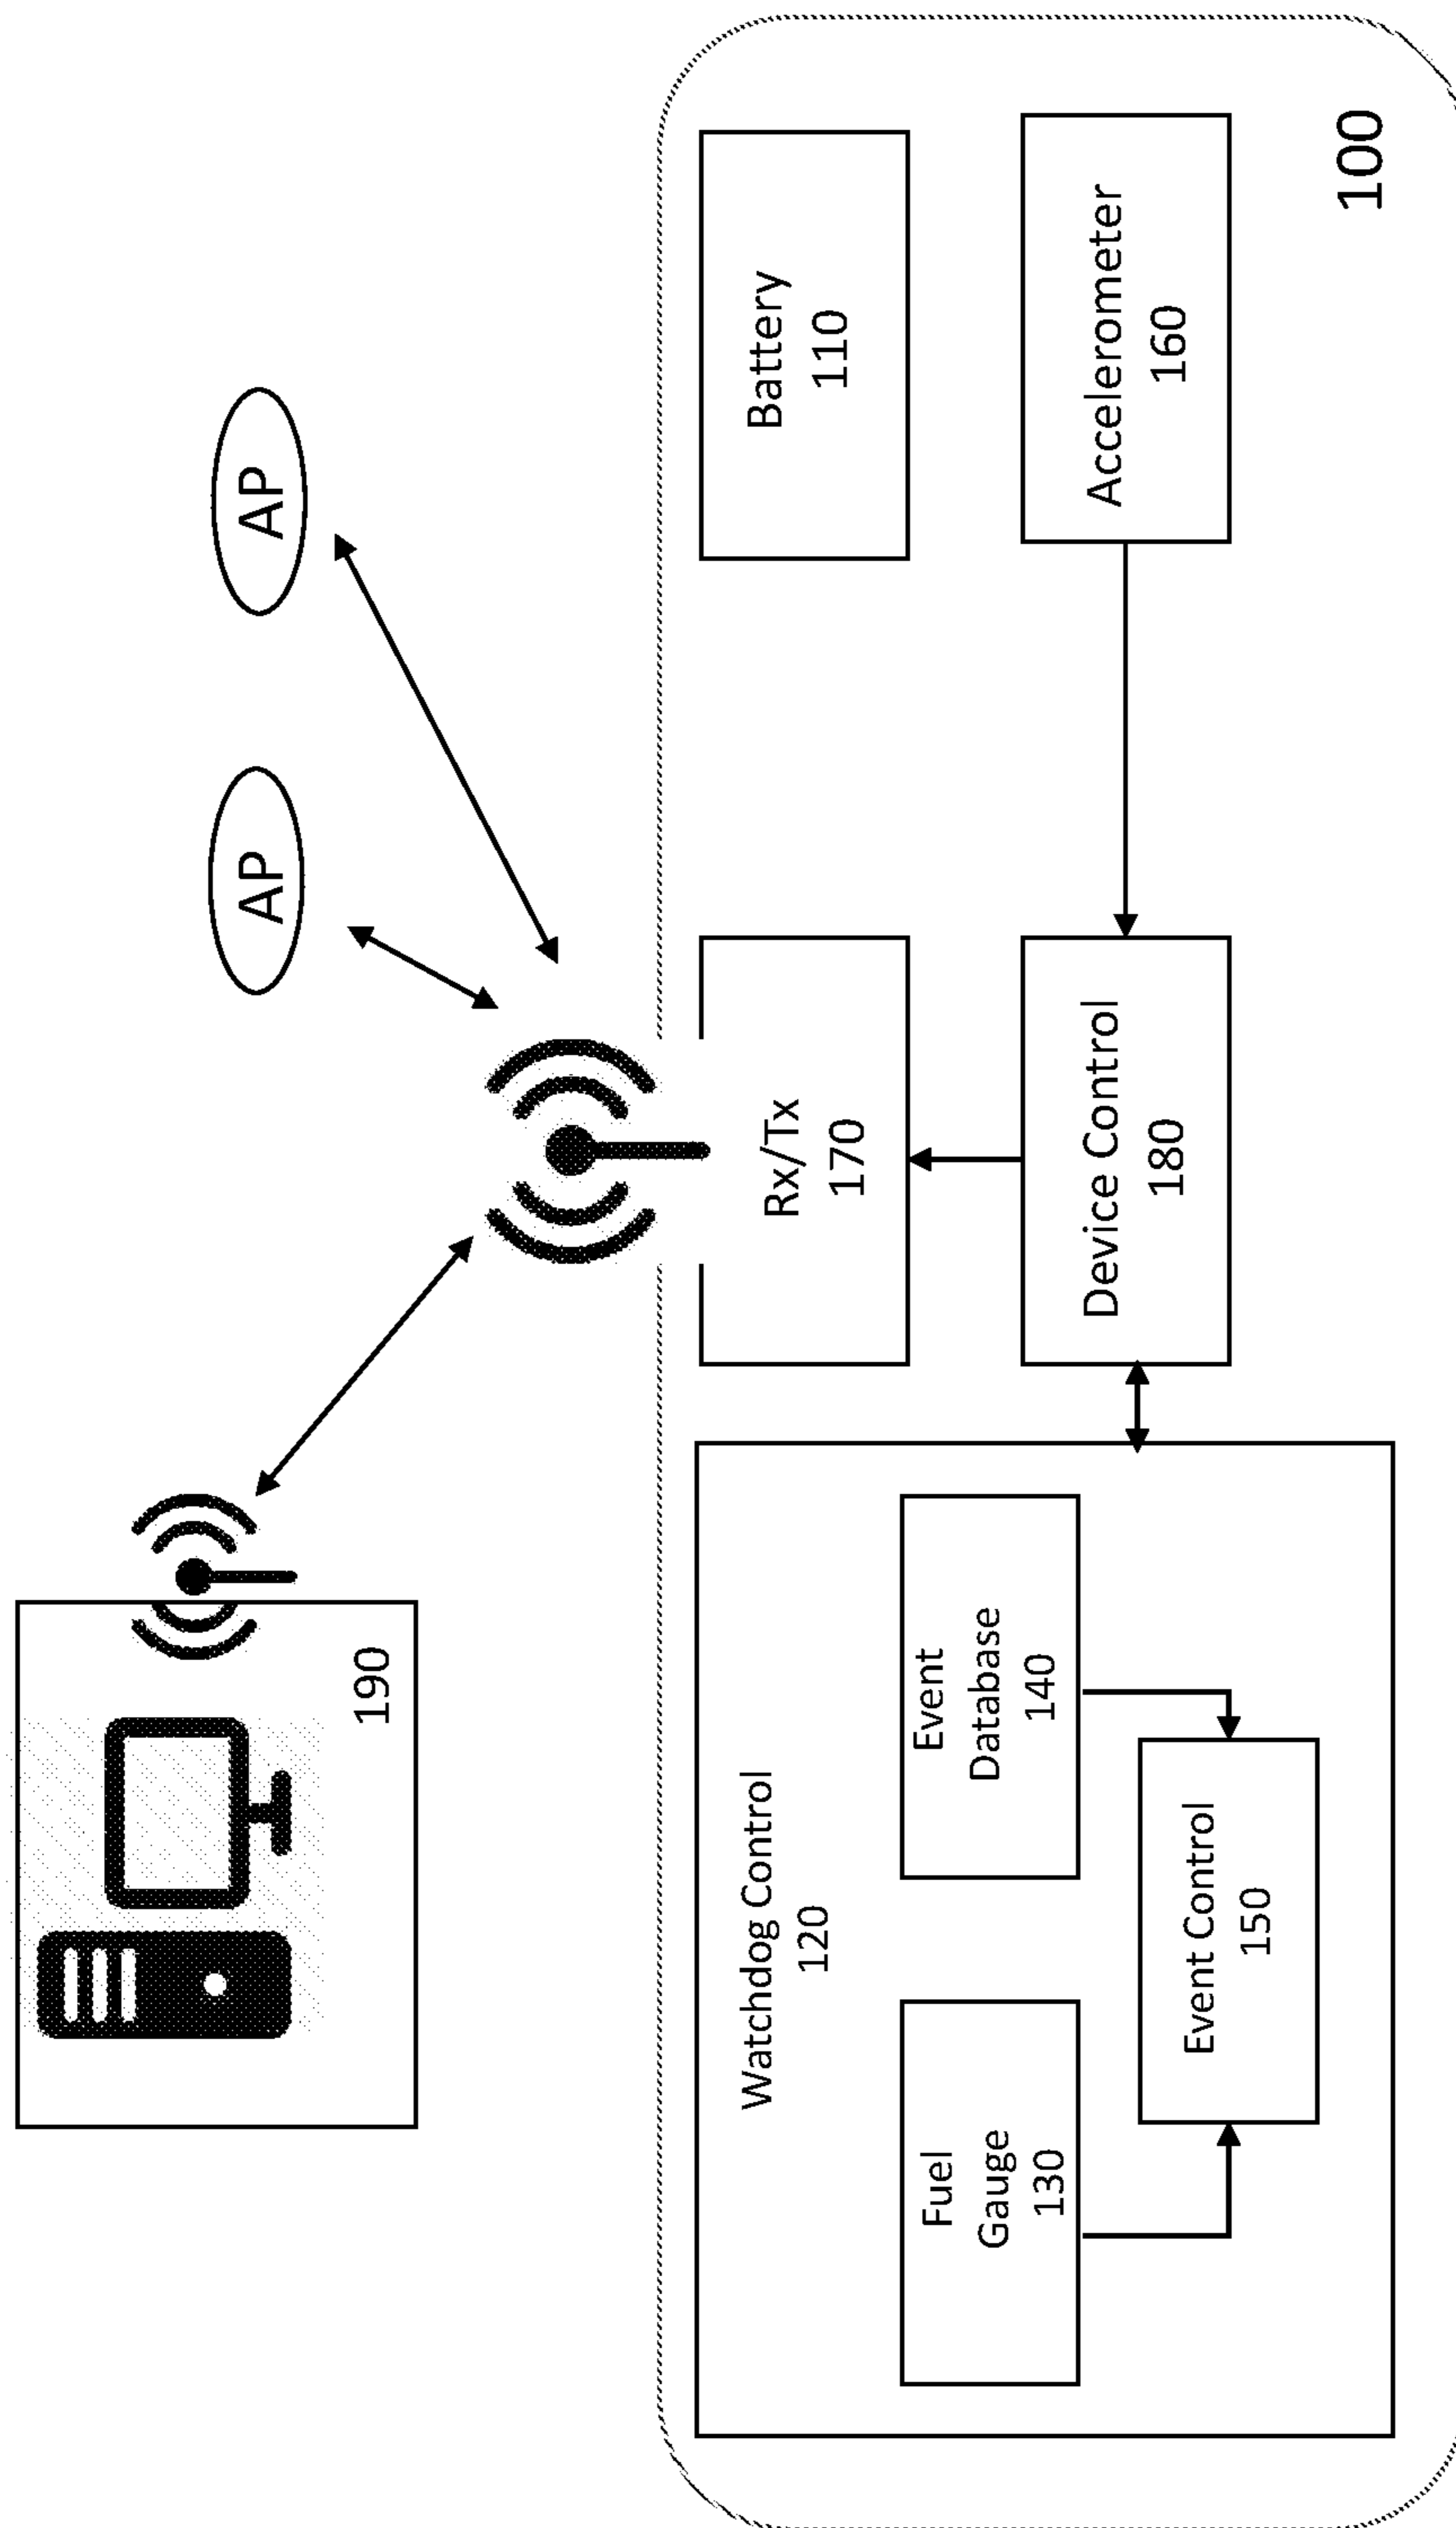 AP
AP
190
Watchdog Control
120
Fuel
Gauge
130
Event
Database
140
Event Control
150
Rx/Tx
170
Battery
110
Device Control
180
Accelerometer
160
100